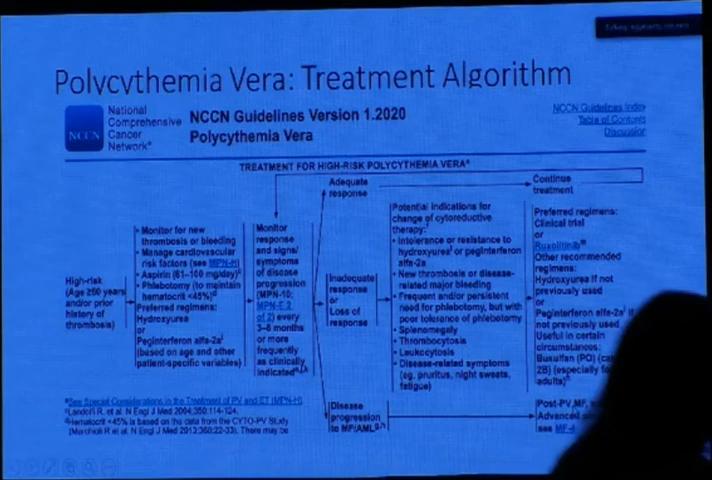 Polycythemia Vera: Treatment Algorithm
NCCN
National
Comprehensive
Cancer
Network®
NCCN Guidelines Version 1.2020
Polycythemia Vera
NCCN Guidelines Index
Table of Contents
Discussion
TREATMENT FOR HIGH-RISK POLYCYTHEMIA VERA
High-risk
(Age ≥60 years
and/or prior
history of
thrombosis)
• Monitor for new
thrombosis or bleeding
• Manage cardiovascular
risk factors (see MPN-H)
• Aspirin (81–100 mg/day)
• Phlebotomy (to maintain
hematocrit <45%)
Preferred regimens:
Hydroxyurea
or
Peginterferon alfa-2a
(based on age and other
patient-specific variables)
Monitor
response
and signs/
symptoms
of disease
progression
(MPN-10;
MPN-E 2
of 2) every
3–6 months
or more
frequently
as clinically
indicated
Adequate
response
Continue
treatment
Inadequate
response
or
Loss of
response
Potential indications for
change of cytoreductive
therapy:
• Intolerance or resistance to
hydroxyurea or peginterferon
alfa-2a
• New thrombosis or disease-
related major bleeding
• Frequent and/or persistent
need for phlebotomy, but with
poor tolerance of phlebotomy
• Splenomegaly
• Thrombocytosis
• Leukocytosis
• Disease-related symptoms
(eg, pruritus, night sweats,
fatigue)
Preferred regimens:
Clinical trial
or
Ruxolitinib
Other recommended
regimens:
Hydroxyurea if not
previously used
or
Peginterferon alfa-2a
not previously used
Useful in certain
circumstances:
Busulfan (PO)
2B) (especially
adults)
Disease
progression
to MF/AML
Post-PV MF,
Advanced
see MF-
See Special Considerations in the Treatment of PV and ET (MPN-H)
Landolfi R, et al. N Engl J Med 2004;350:114-124.
Hematocrit <45% is based on the data from the CYTO-PV Study
(Marchioli R et al. N Engl J Med 2013;368:22-33). There may be